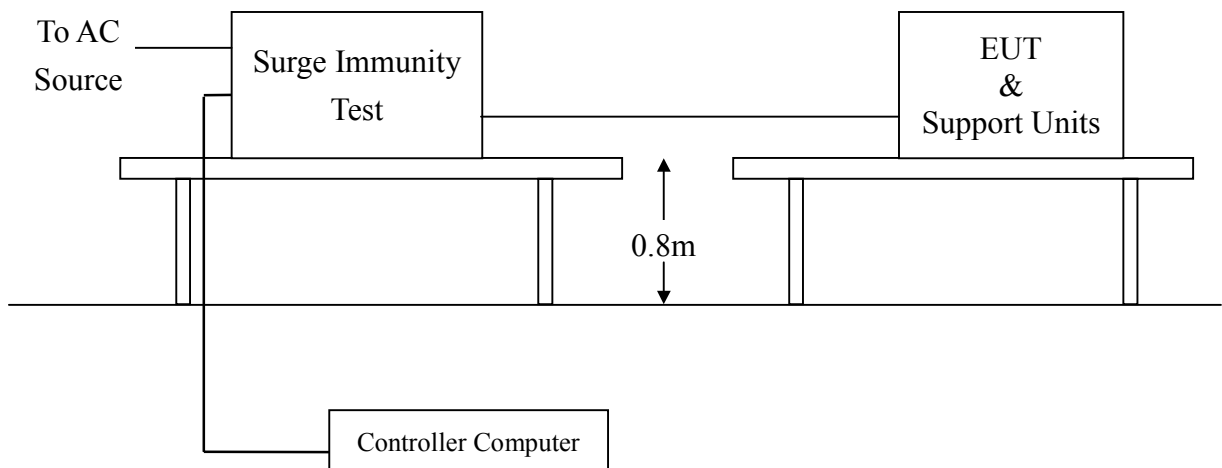 To AC
Source
Surge Immunity
Test
EUT
&
Support Units
0.8m
Controller Computer